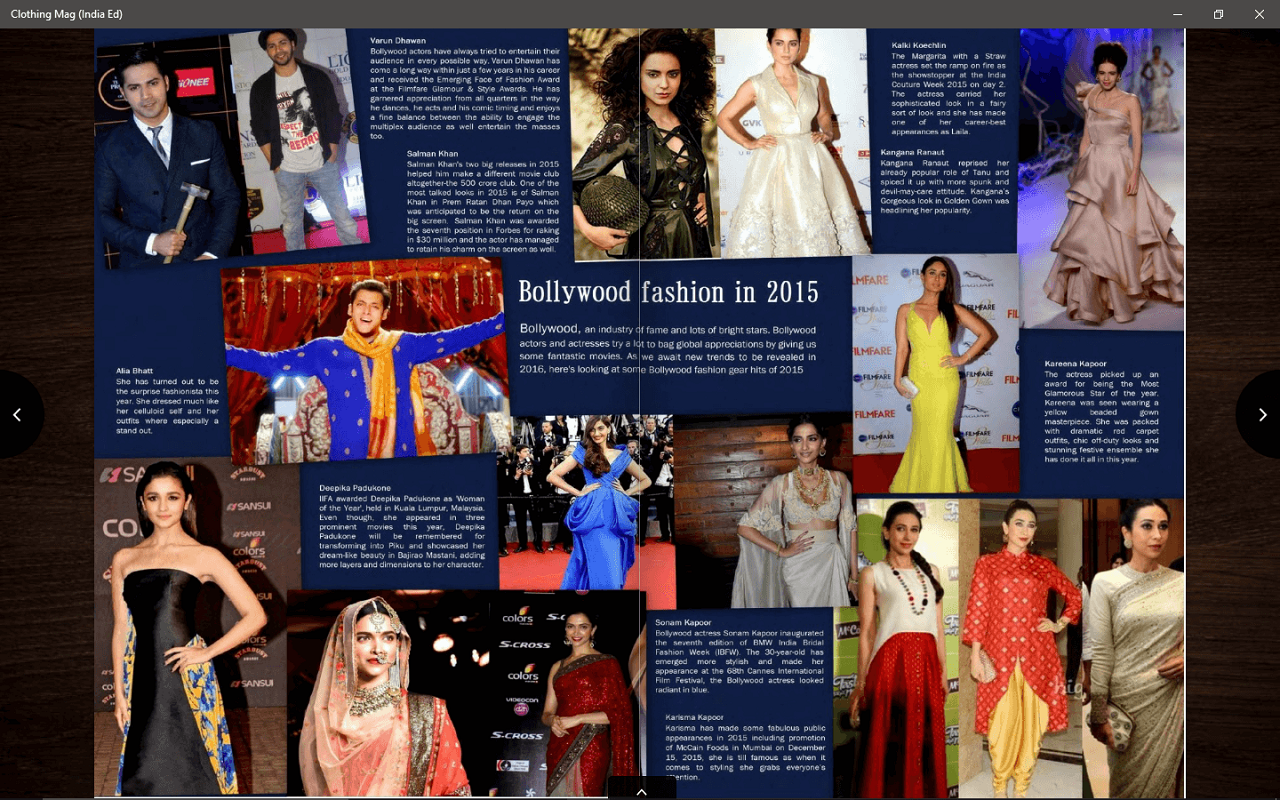 Clothing Mag (India Ed)
Varun Dhawan
Bollywood actors have always tried to entertain their
audience in every possible way. Varun Dhawan has
come a long way within just a few years in his career
and received the Emerging Face of Fashion Award
at the Filmfare Glamour & Style Awards. He has
garnered appreciation from all quarters in the way
he dances, he acts and his comic timing and enjoys
a fine balance between the ability to engage the
multiplex audience as well entertain the masses
too.
Salman Khan
Salman Khan's two big releases in 2015
helped him make a different movie club
altogether-the 500 crore club. One of the
most talked looks in 2015 is of Salman
Khan in Prem Ratan Dhan Payo which
was anticipated to be the return on the
big screen. Salman Khan was awarded
the seventh position in Forbes for raking
in $30 million and the actor has managed
to retain his charm on the screen as well.
Kalki Koechlin
The Margarita with a Straw
actress set the ramp on fire as
the showstopper at the India
Couture Week 2015 on day 2.
The actress carried her
sophisticated look in a fairy
sort of look and she has made
one of her career-best
appearances as Laila.
Kangana Ranaut
Kangana Ranaut reprised her
already popular role of Tanu and
spiced it up with more spunk and
devil-may-care attitude. Kangana's
Gorgeous look in Golden Gown was
headlining her popularity.
Bollywood fashion in 2015
Bollywood, an industry of fame and lots of bright stars. Bollywood
actors and actresses try a lot to bag global appreciations by giving us
some fantastic movies. As we await new trends to be revealed in
2016, here's looking at some Bollywood fashion gear hits of 2015
Alia Bhatt
She has turned out to be
the surprise fashionista this
year. She dressed much like
her celluloid self and her
outfits where especially a
stand out.
Kareena Kapoor
The actress picked up an
award for being the Most
Glamorous Star of the year.
Kareena was seen wearing a
yellow beaded gown
masterpiece. She was packed
with dramatic red carpet
outfits, chic off-duty looks and
stunning festive ensemble she
has done it all in this year.
Deepika Padukone
IIFA awarded Deepika Padukone as 'Woman
of the Year', held in Kuala Lumpur, Malaysia.
Even though, she appeared in three
prominent movies this year, Deepika
Padukone will be remembered for
transforming into Piku and showcased her
dream-like beauty in Bajirao Mastani, adding
more layers and dimensions to her character.
Sonam Kapoor
Bollywood actress Sonam Kapoor inaugurated
the seventh edition of BMW India Bridal
Fashion Week (IBFW). The 30-year-old has
emerged more stylish and made her
appearance at the 68th Cannes International
Film Festival, the Bollywood actress looked
radiant in blue.
Karisma Kapoor
Karisma has made some fabulous public
appearances in 2015 including promotion
of McCain Foods in Mumbai on December
15, 2015, she is till famous as when it
comes to styling she grabs everyone's
GIONEE
RESPECT
THE
BEARD
GVK
FILMFARE
FILMFARE
FILMFARE
SANSUI
STARDUST
SANSUI
colors
SANSUI
colors
S-CROSS
S-CROSS
colors
VIDEOCON
d2h
S-CROSS